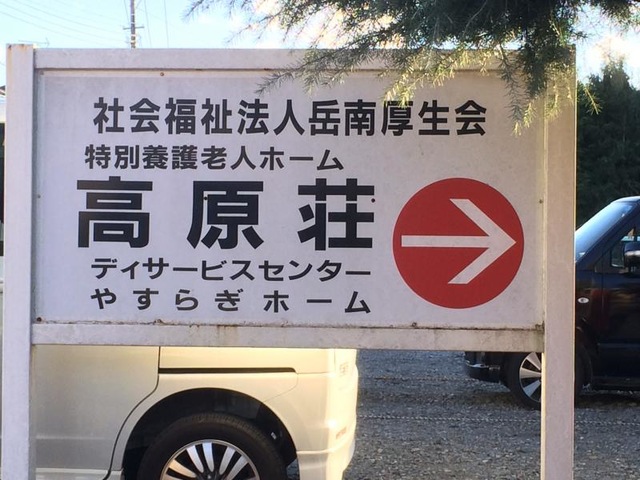 社会福祉法人岳南厚生会
特別養護老人ホーム
高原荘
ディサービスセンター
やすらぎホーム